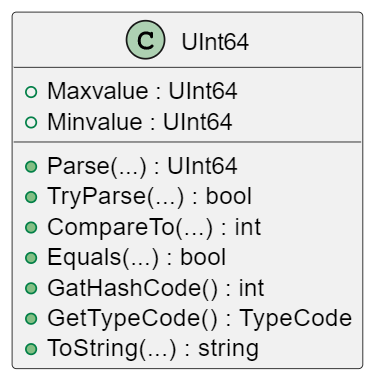 C UInt64
Maxvalue : UInt64
Minvalue : UInt64
Parse(...) : UInt64
TryParse(...) : bool
CompareTo(...) : int
Equals(...) : bool
GatHashCode() : int
GetTypeCode() : TypeCode
ToString(...) : string